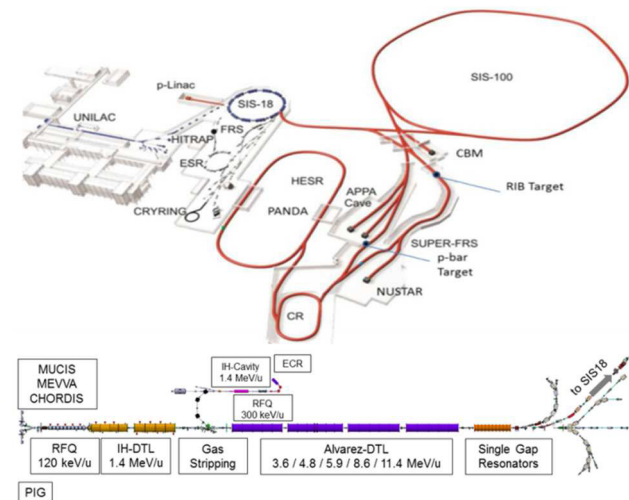 SIS-100
p-Linac
SIS-18
UNILAC
HITRAP
FRS
ESR
CRYRING
HESR
PANDA
APPA
Cave
CBM
RIB Target
SUPER-FRS
p-bar
Target
NUSTAR
CR
MUCIS
MEVVA
CHORDIS
IH-Cavity
1.4 MeV/u
ECR
RFQ
300 keV/u
to SIS18
RFQ
120 keV/u
IH-DTL
1.4 MeV/u
Gas
Stripping
Alvarez-DTL
3.6 / 4.8 / 5.9 / 8.6 / 11.4 MeV/u
Single Gap
Resonators
PIG